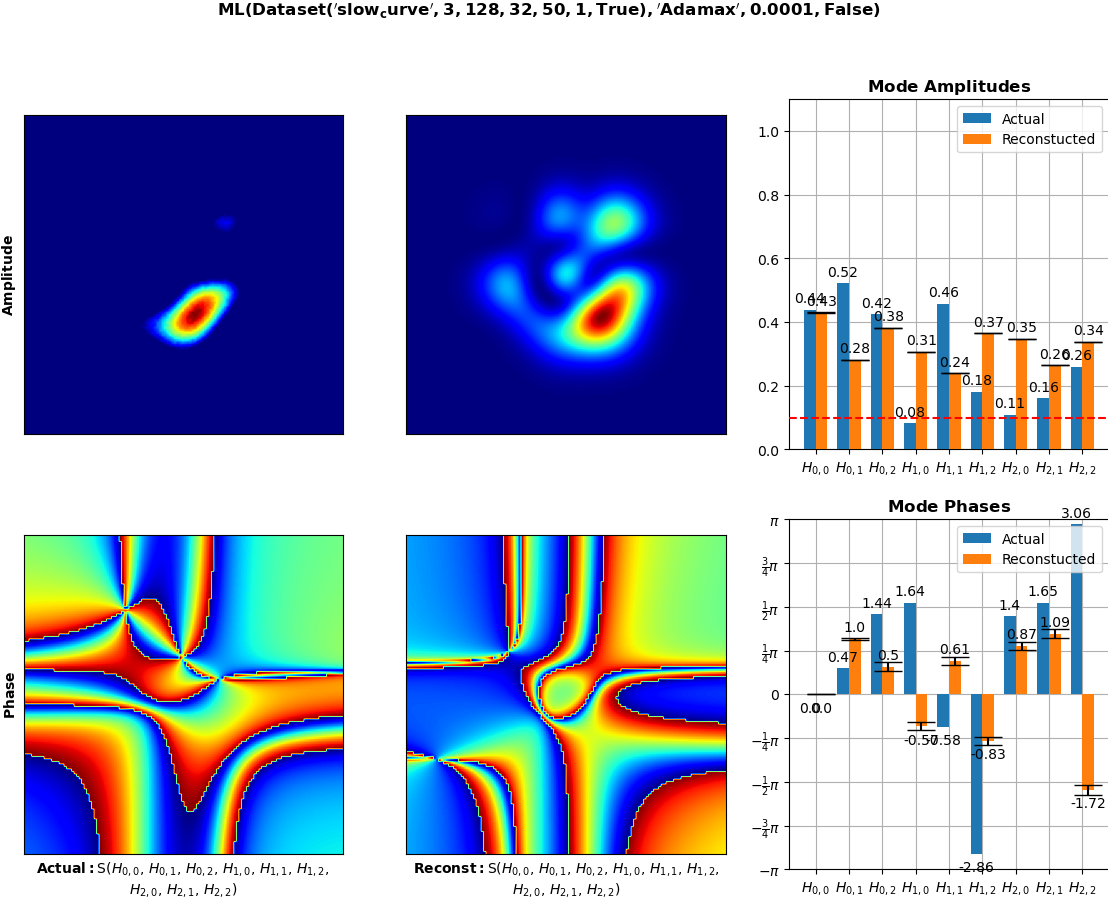 ML(Dataset('slow_curve', 3, 128, 32, 50, 1, True), 'Adamax', 0.0001, False)
Mode Amplitudes
Amplitude
Actual
Reconstucted
1.0
0.8
0.6
0.4
0.2
0.0
0.44
0.43
0.52
0.28
0.42
0.38
0.08
0.31
0.46
0.24
0.18
0.37
0.11
0.35
0.16
0.26
0.26
0.34
H0,0 H0,1 H0,2 H1,0 H1,1 H1,2 H2,0 H2,1 H2,2
Mode Phases
Phase
Actual
Reconstucted
π
3/4π
1/2π
1/4π
0
−1/4π
−1/2π
−3/4π
−π
0.0
0.0
0.47
1.0
1.44
0.5
1.64
-0.57
-0.58
0.61
-2.86
-0.83
1.4
0.87
1.65
1.09
3.06
-1.72
H0,0 H0,1 H0,2 H1,0 H1,1 H1,2 H2,0 H2,1 H2,2
Actual: S(H0,0, H0,1, H0,2, H1,0, H1,1, H1,2,
H2,0, H2,1, H2,2)
Reconst: S(H0,0, H0,1, H0,2, H1,0, H1,1, H1,2,
H2,0, H2,1, H2,2)